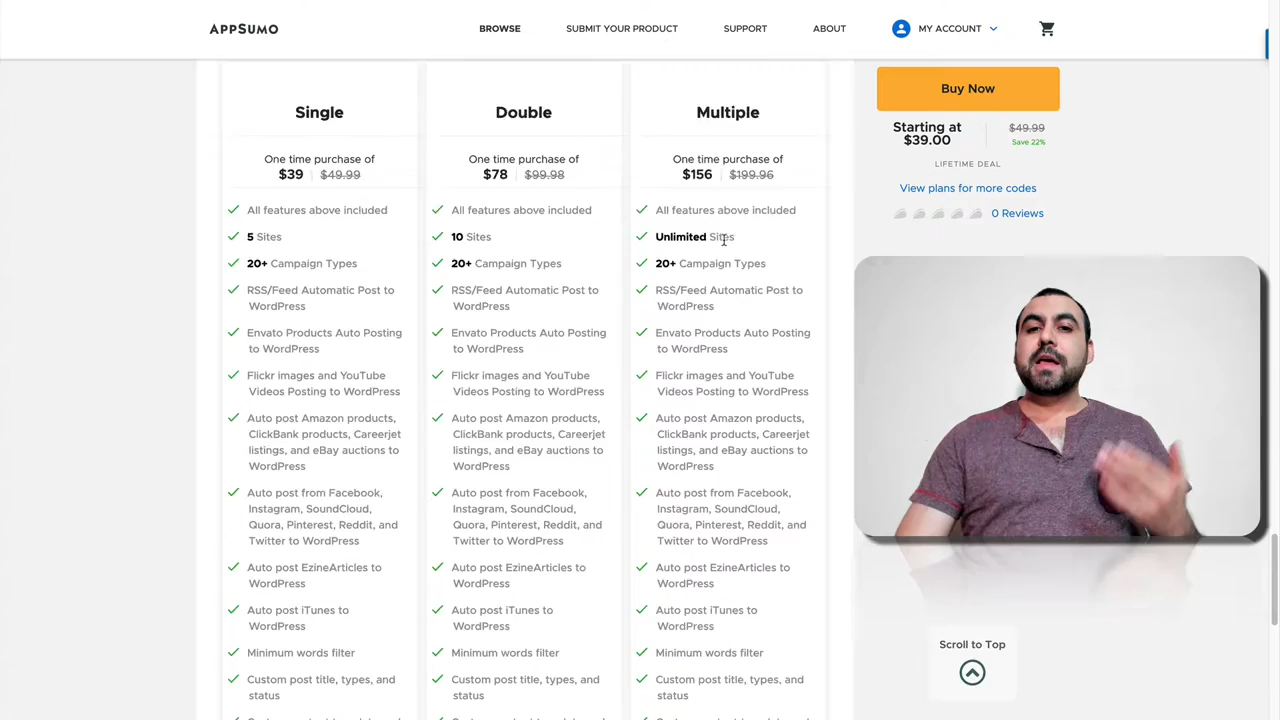 APPSUMO
BROWSE
SUBMIT YOUR PRODUCT
SUPPORT
ABOUT
MY ACCOUNT
Single
One time purchase of
$39 $49.99
All features above included
5 Sites
20+ Campaign Types
RSS/Feed Automatic Post to
WordPress
Envato Products Auto Posting
to WordPress
Flickr images and YouTube
Videos Posting to WordPress
Auto post Amazon products,
ClickBank products, Careerjet
listings, and eBay auctions to
WordPress
Auto post from Facebook,
Instagram, SoundCloud,
Quora, Pinterest, Reddit, and
Twitter to WordPress
Auto post EzineArticles to
WordPress
Auto post iTunes to
WordPress
Minimum words filter
Custom post title, types, and
status
Double
One time purchase of
$78 $99.98
All features above included
10 Sites
20+ Campaign Types
RSS/Feed Automatic Post to
WordPress
Envato Products Auto Posting
to WordPress
Flickr images and YouTube
Videos Posting to WordPress
Auto post Amazon products,
ClickBank products, Careerjet
listings, and eBay auctions to
WordPress
Auto post from Facebook,
Instagram, SoundCloud,
Quora, Pinterest, Reddit, and
Twitter to WordPress
Auto post EzineArticles to
WordPress
Auto post iTunes to
WordPress
Minimum words filter
Custom post title, types, and
status
Multiple
One time purchase of
$156 $199.96
All features above included
Unlimited Sites
20+ Campaign Types
RSS/Feed Automatic Post to
WordPress
Envato Products Auto Posting
to WordPress
Flickr images and YouTube
Videos Posting to WordPress
Auto post Amazon products,
ClickBank products, Careerjet
listings, and eBay auctions to
WordPress
Auto post from Facebook,
Instagram, SoundCloud,
Quora, Pinterest, Reddit, and
Twitter to WordPress
Auto post EzineArticles to
WordPress
Auto post iTunes to
WordPress
Minimum words filter
Custom post title, types, and
status
Buy Now
Starting at
$39.00
$49.99
Save 22%
LIFETIME DEAL
View plans for more codes
0 Reviews
Scroll to Top